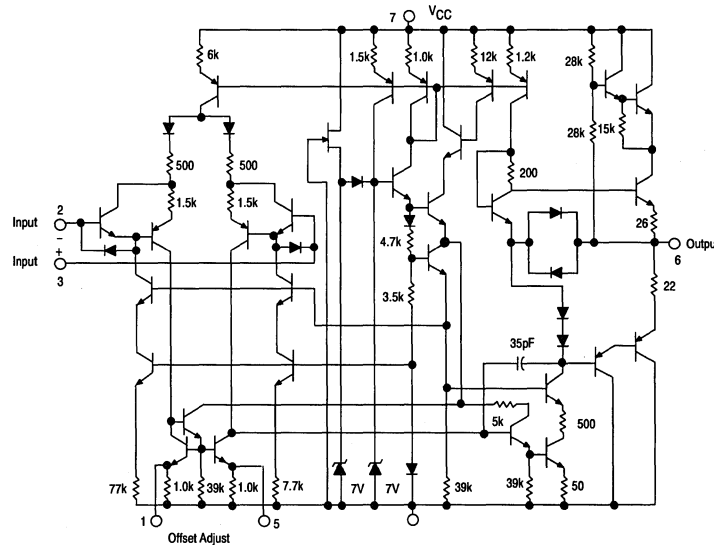 7 VCC
6k
1.5k 1.0k 12k 1.2k
28k
28k
15k
500 500
200
1.5k 1.5k
Input 2
−
Input +
3
26
Output
6
4.7k
22
3.5k
35pF
5k
500
77k 1.0k 39k 1.0k 7.7k 7V 7V 39k 39k 50
1 5
Offset Adjust